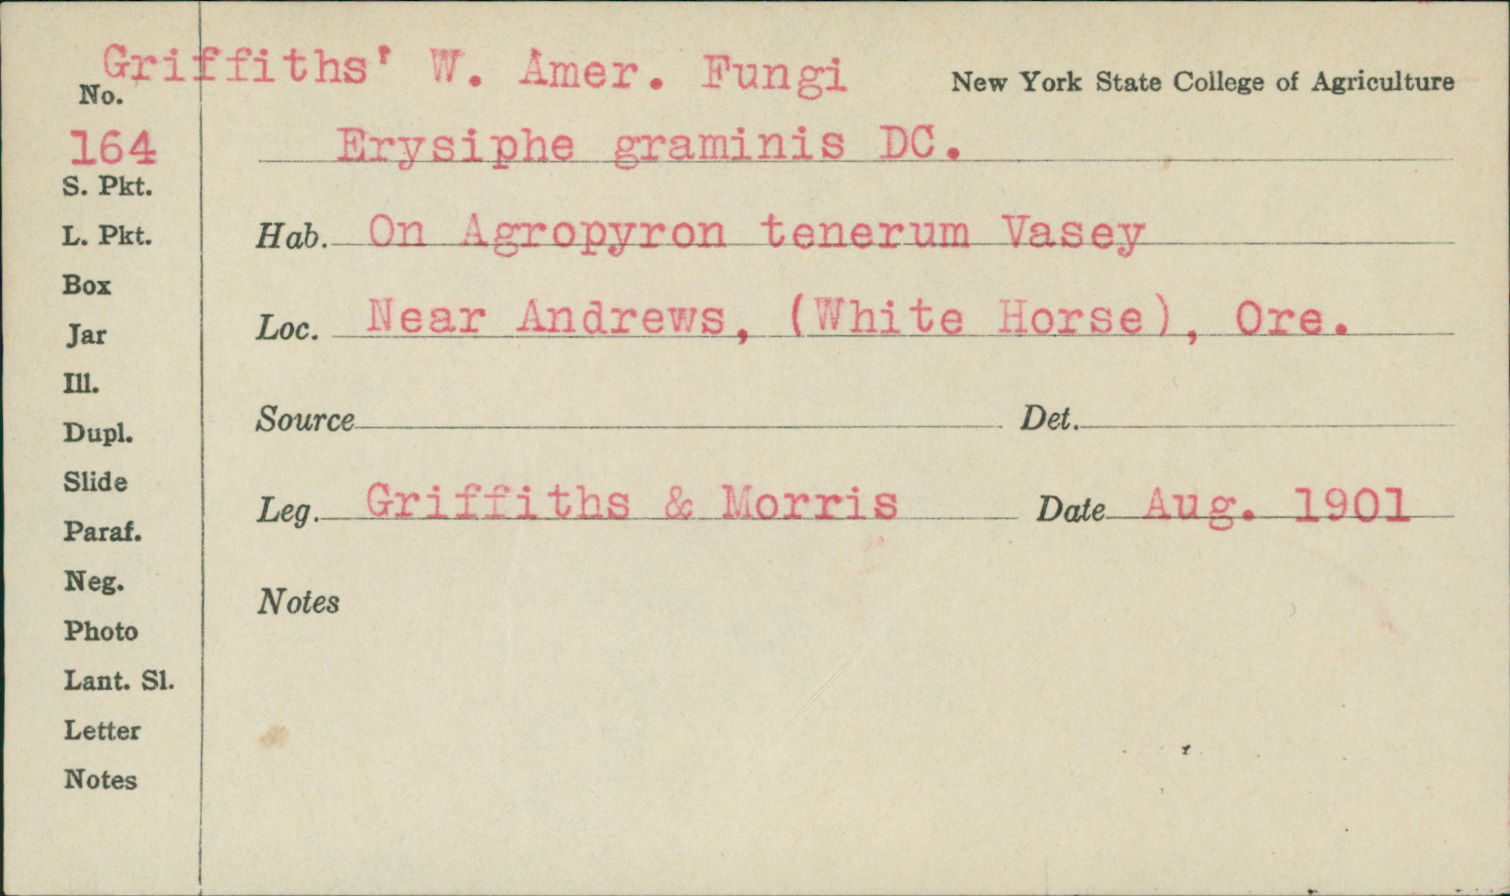 Griffiths' W. Amer. Fungi
New York State College of Agriculture
No.
164
Erysiphe graminis DC.
S. Pkt.
L. Pkt.
Hab. On Agropyron tenerum Vasey
Box
Jar
Loc. Near Andrews, (White Horse), Ore.
Ill.
Dupl.
Source Det.
Slide
Leg. Griffiths & Morris Date Aug. 1901
Paraf.
Neg.
Notes
Photo
Lant. Sl.
Letter
Notes